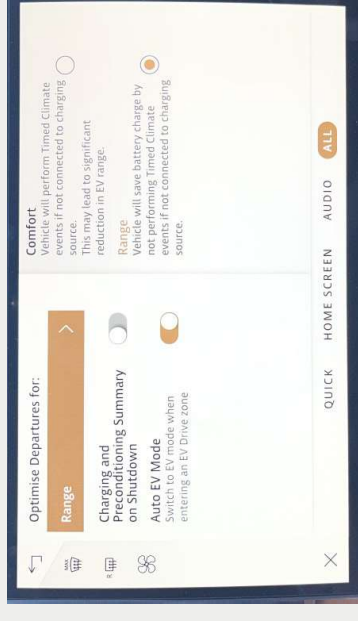 Optimise Departures for:
Range
Charging and
Preconditioning Summary
on Shutdown
Auto EV Mode
Switch to EV mode when
entering an EV Drive zone
Comfort
Vehicle will perform Timed Climate
events if not connected to charging
source.
This may lead to significant
reduction in EV range.
Range
Vehicle will save battery charge by
not performing Timed Climate
events if not connected to charging
source.
MAX
R
QUICK
HOME SCREEN
AUDIO
ALL